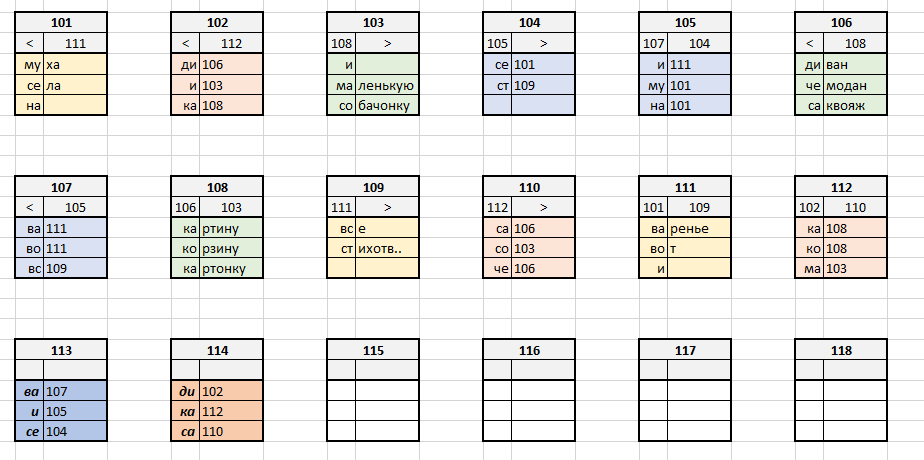 101 102 103 104 105 106
< 111 < 112 108 > 105 > 107 104 < 108
му ха ди 106 и се 101 и 111 ди ван
се ла и 103 ма ленькую ст 109 му 101 че модан
на ка 108 со бачонку на 101 са квояж
107 108 109 110 111 112
< 105 106 103 111 > 112 > 101 109 102 110
ва 111 ка ртину вс е са 106 ва ренье ка 108
во 111 ко рзину ст ихотв.. со 103 во т ко 108
вс 109 ка ртонку че 106 и ма 103
113 114 115 116 117 118
ва 107 ди 102
и 105 ка 112
се 104 са 110